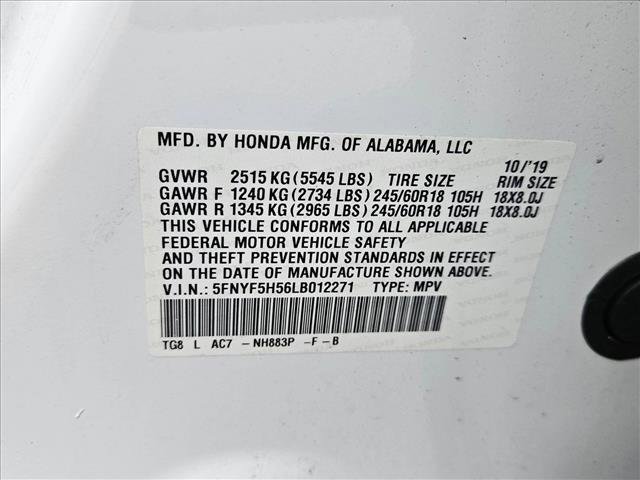 MFD. BY HONDA MFG. OF ALABAMA, LLC 10/'19
GVWR 2515 KG (5545 LBS) TIRE SIZE RIM SIZE
GAWR F 1240 KG (2734 LBS) 245/60R18 105H 18X8.0J
GAWR R 1345 KG (2965 LBS) 245/60R18 105H 18X8.0J
THIS VEHICLE CONFORMS TO ALL APPLICABLE
FEDERAL MOTOR VEHICLE SAFETY
AND THEFT PREVENTION STANDARDS IN EFFECT
ON THE DATE OF MANUFACTURE SHOWN ABOVE.
V.I.N.: 5FNYF5H56LB012271 TYPE: MPV
TG8 L AC7 -NH883P -F-B